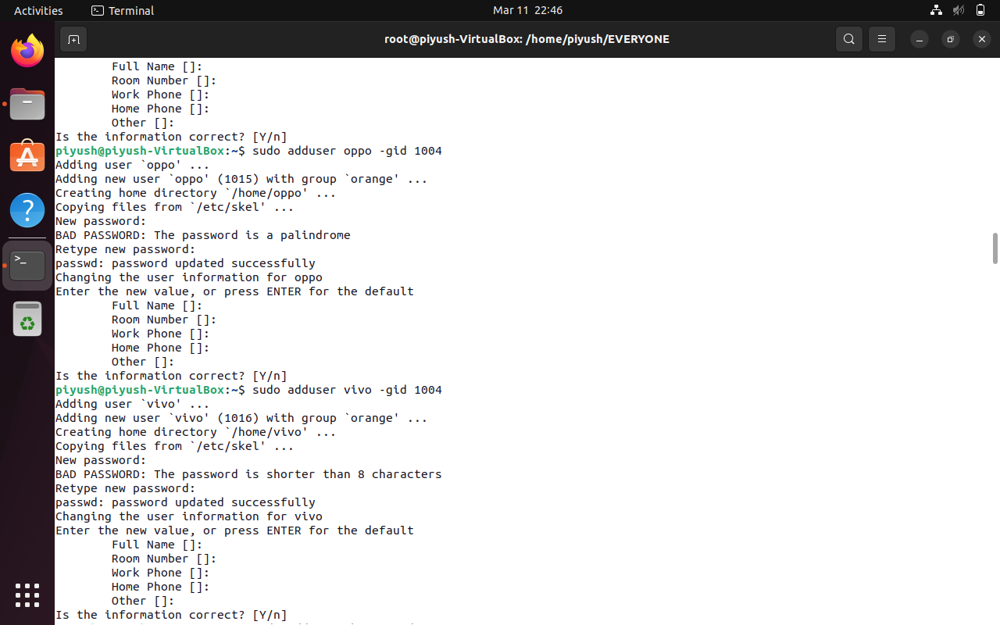 Activities
Terminal
Mar 11 22:46
root@piyush-VirtualBox: /home/piyush/EVERYONE
Full Name []:
Room Number []:
Work Phone []:
Home Phone []:
Other []:
Is the information correct? [Y/n]
piyush@piyush-VirtualBox:~$ sudo adduser oppo -gid 1004
Adding user `oppo' ...
Adding new user `oppo' (1015) with group `orange' ...
Creating home directory `/home/oppo' ...
Copying files from `/etc/skel' ...
New password:
BAD PASSWORD: The password is a palindrome
Retype new password:
passwd: password updated successfully
Changing the user information for oppo
Enter the new value, or press ENTER for the default
Full Name []:
Room Number []:
Work Phone []:
Home Phone []:
Other []:
Is the information correct? [Y/n]
piyush@piyush-VirtualBox:~$ sudo adduser vivo -gid 1004
Adding user `vivo' ...
Adding new user `vivo' (1016) with group `orange' ...
Creating home directory `/home/vivo' ...
Copying files from `/etc/skel' ...
New password:
BAD PASSWORD: The password is shorter than 8 characters
Retype new password:
passwd: password updated successfully
Changing the user information for vivo
Enter the new value, or press ENTER for the default
Full Name []:
Room Number []:
Work Phone []:
Home Phone []:
Other []:
Is the information correct? [Y/n]